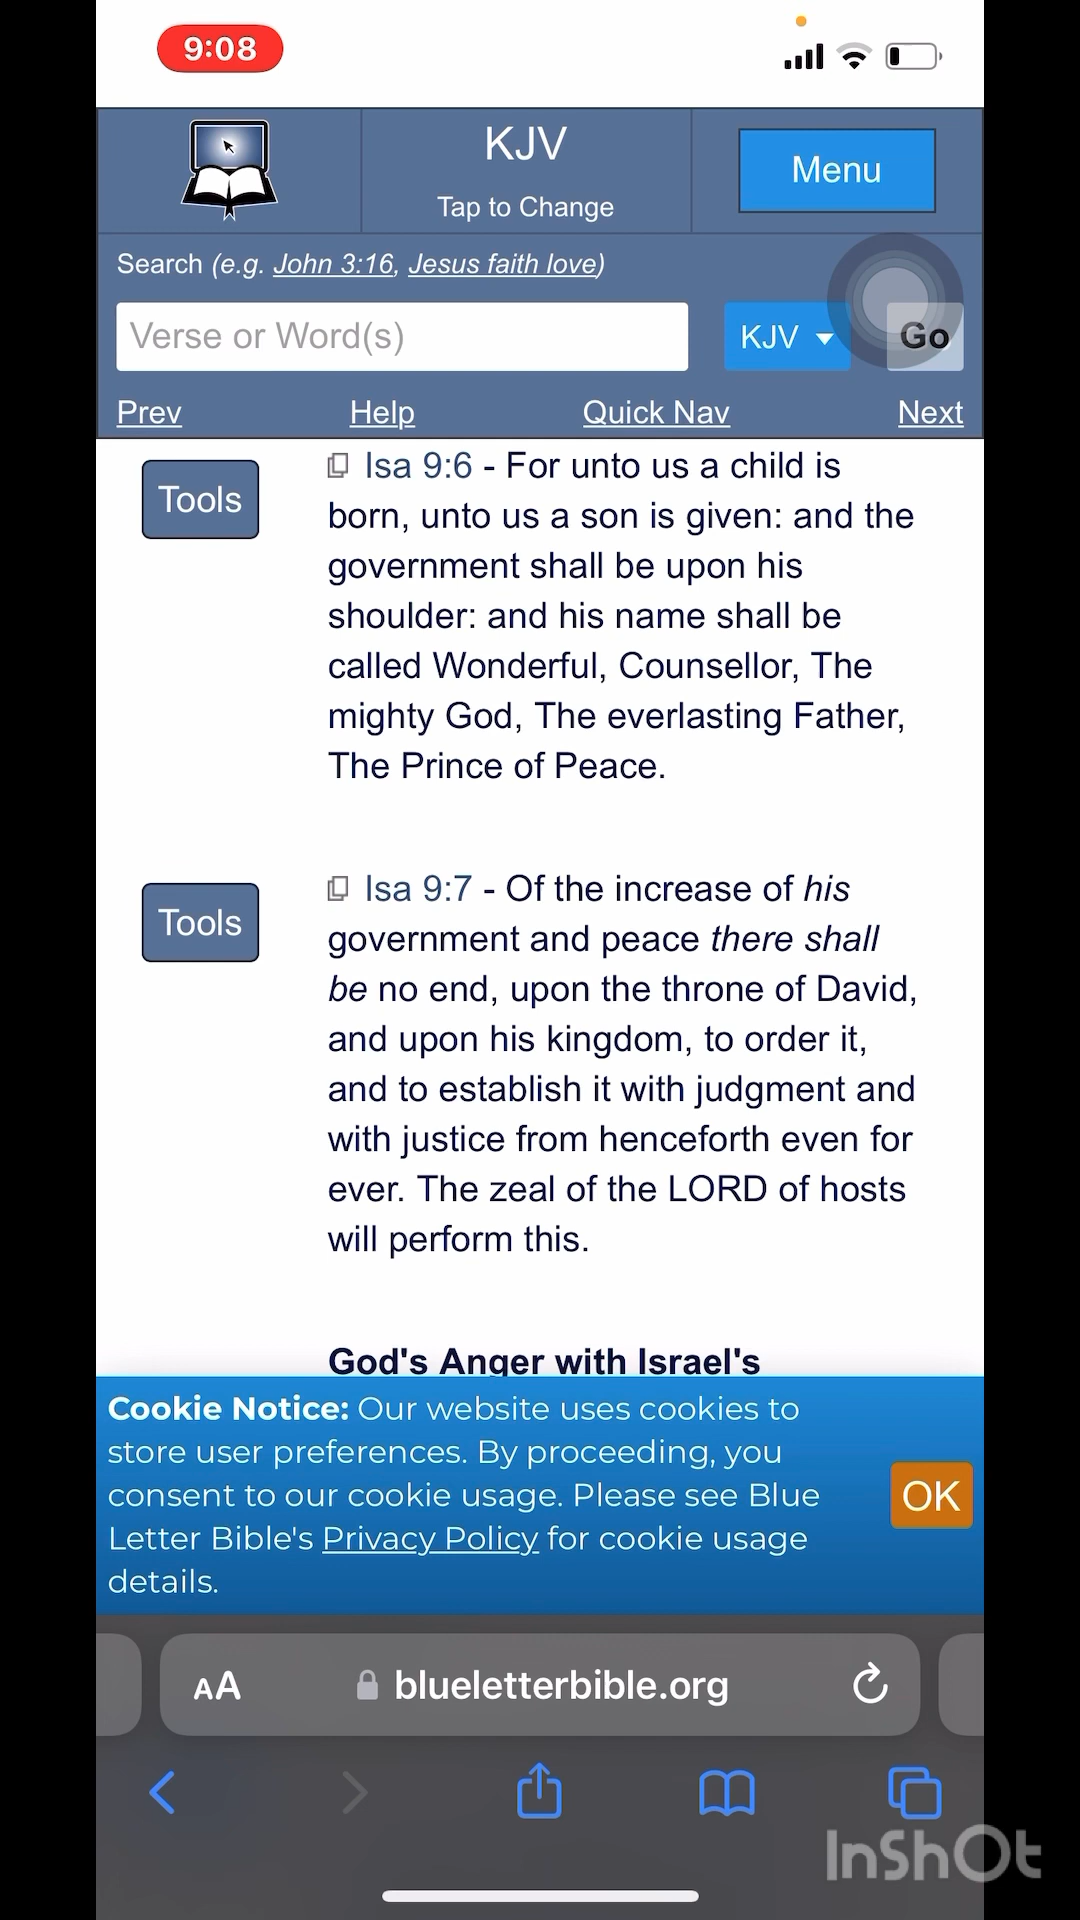 9:08
KJV
Tap to Change
Menu
Search (e.g. John 3:16, Jesus faith love)
Verse or Word(s)
KJV
Go
Prev
Help
Quick Nav
Next
Tools
Isa 9:6 - For unto us a child is
born, unto us a son is given: and the
government shall be upon his
shoulder: and his name shall be
called Wonderful, Counsellor, The
mighty God, The everlasting Father,
The Prince of Peace.
Tools
Isa 9:7 - Of the increase of his
government and peace there shall
be no end, upon the throne of David,
and upon his kingdom, to order it,
and to establish it with judgment and
with justice from henceforth even for
ever. The zeal of the LORD of hosts
will perform this.
God's Anger with Israel's
Cookie Notice: Our website uses cookies to
store user preferences. By proceeding, you
consent to our cookie usage. Please see Blue
Letter Bible's Privacy Policy for cookie usage
details.
OK
AA
blueletterbible.org
InShOt